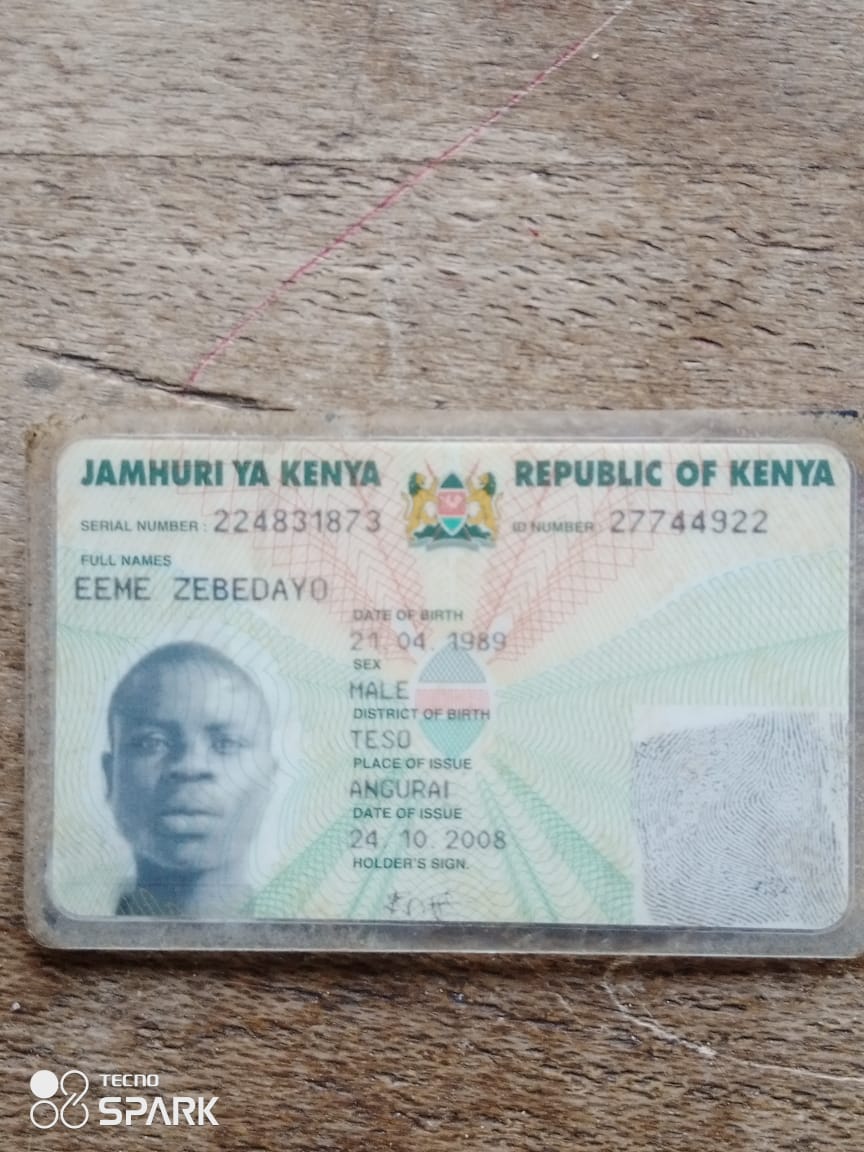 JAMHURI YA KENYA REPUBLIC OF KENYA
SERIAL NUMBER : 224831873 ID NUMBER : 27744922
FULL NAMES
EEME ZEBEDAYO
DATE OF BIRTH
21. 04. 1989
SEX
MALE
DISTRICT OF BIRTH
TESO
PLACE OF ISSUE
ANGURAI
DATE OF ISSUE
24. 10. 2008
HOLDER'S SIGN.
TECNO
SPARK